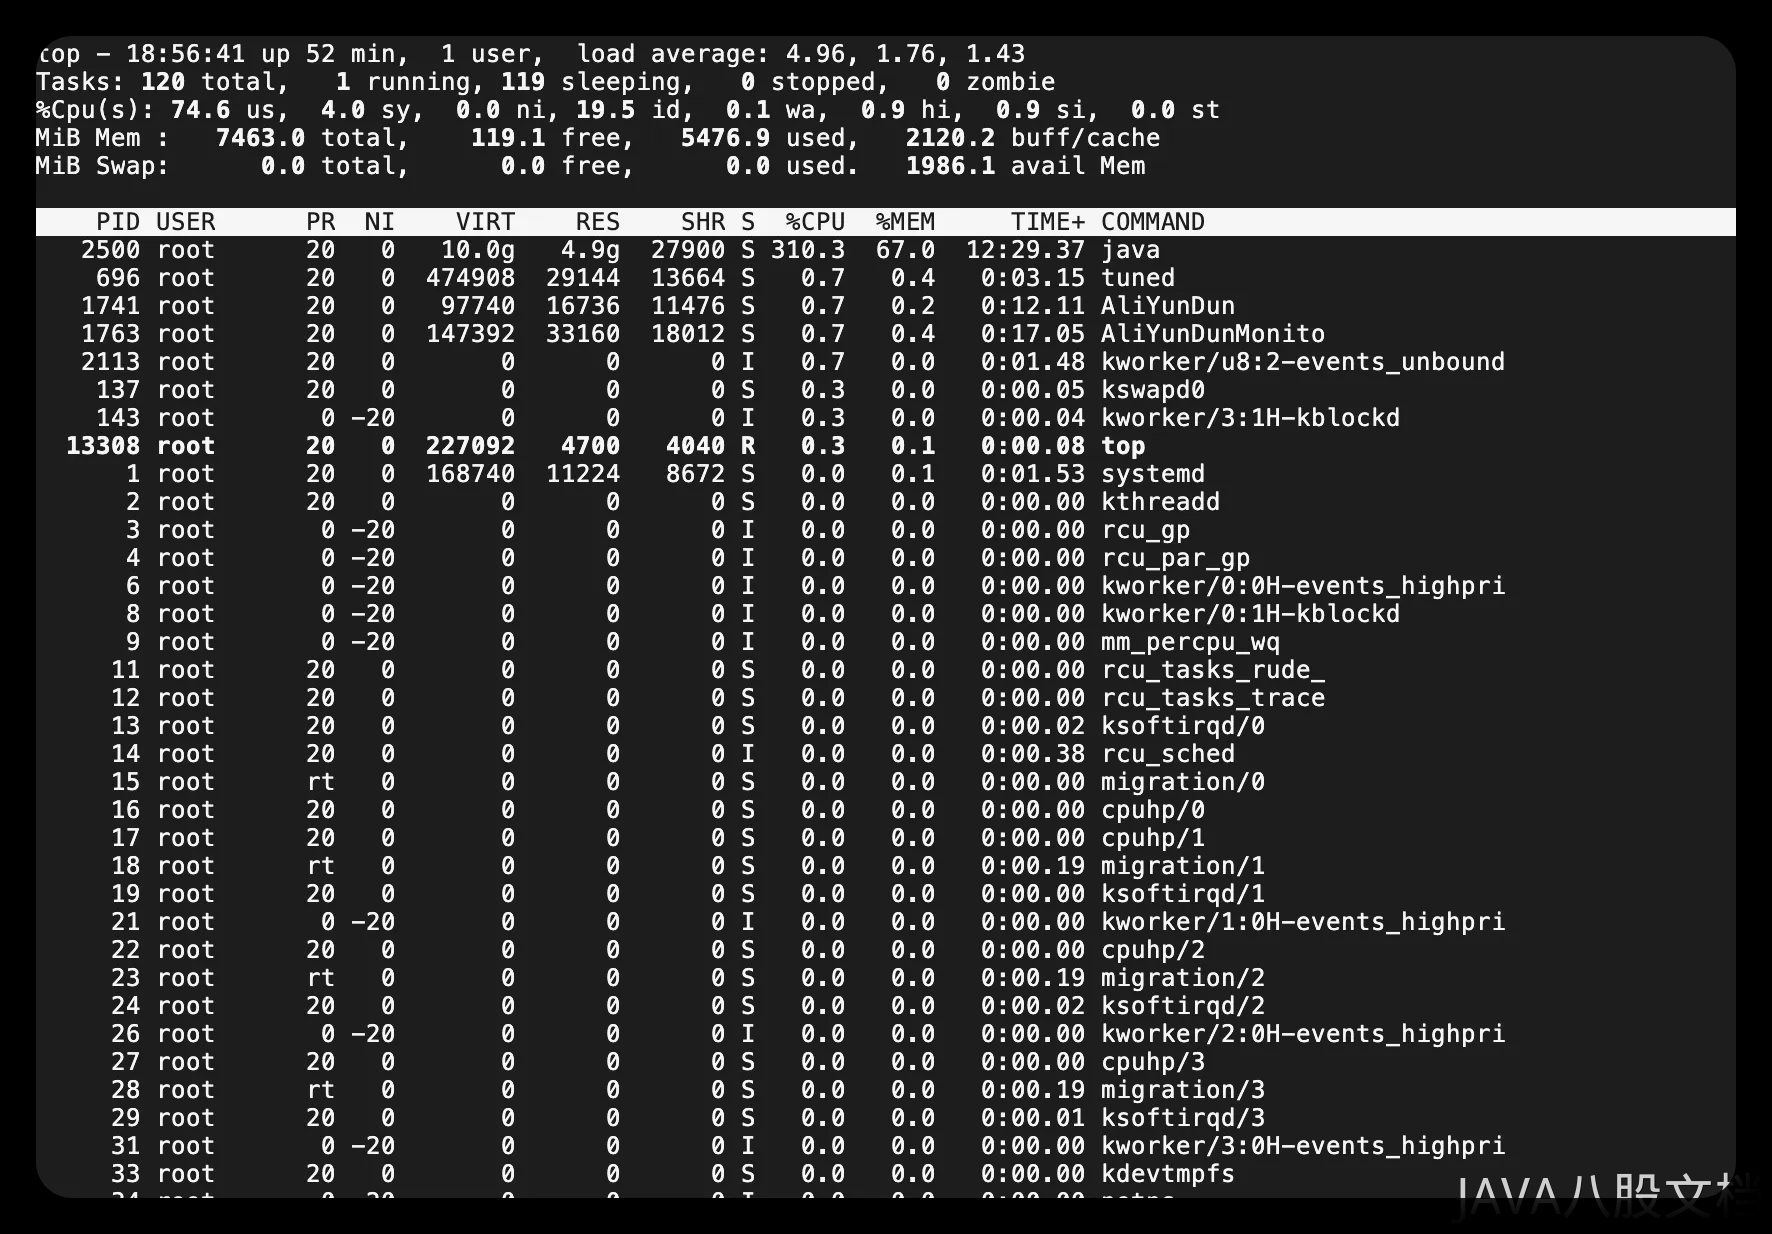 top - 18:56:41 up 52 min,  1 user,  load average: 4.96, 1.76, 1.43
Tasks: 120 total,   1 running, 119 sleeping,   0 stopped,   0 zombie
%Cpu(s): 74.6 us,  4.0 sy,  0.0 ni, 19.5 id,  0.1 wa,  0.9 hi,  0.9 si,  0.0 st
MiB Mem :   7463.0 total,    119.1 free,   5476.9 used,   2120.2 buff/cache
MiB Swap:      0.0 total,      0.0 free,      0.0 used.   1986.1 avail Mem
PID USER      PR  NI    VIRT    RES    SHR S  %CPU  %MEM     TIME+ COMMAND
2500 root      20   0   10.0g   4.9g  27900 S 310.3  67.0  12:29.37 java
696 root      20   0  474908  29144  13664 S   0.7   0.4   0:03.15 tuned
1741 root      20   0   97740  16736  11476 S   0.7   0.2   0:12.11 AliYunDun
1763 root      20   0  147392  33160  18012 S   0.7   0.4   0:17.05 AliYunDunMonito
2113 root      20   0       0      0      0 I   0.7   0.0   0:01.48 kworker/u8:2-events_unbound
137 root      20   0       0      0      0 S   0.3   0.0   0:00.05 kswapd0
143 root       0 -20       0      0      0 I   0.3   0.0   0:00.04 kworker/3:1H-kblockd
13308 root      20   0  227092   4700   4040 R   0.3   0.1   0:00.08 top
1 root      20   0  168740  11224   8672 S   0.0   0.1   0:01.53 systemd
2 root      20   0       0      0      0 S   0.0   0.0   0:00.00 kthreadd
3 root       0 -20       0      0      0 I   0.0   0.0   0:00.00 rcu_gp
4 root       0 -20       0      0      0 I   0.0   0.0   0:00.00 rcu_par_gp
6 root       0 -20       0      0      0 I   0.0   0.0   0:00.00 kworker/0:0H-events_highpri
8 root       0 -20       0      0      0 I   0.0   0.0   0:00.00 kworker/0:1H-kblockd
9 root       0 -20       0      0      0 I   0.0   0.0   0:00.00 mm_percpu_wq
11 root      20   0       0      0      0 S   0.0   0.0   0:00.00 rcu_tasks_rude_
12 root      20   0       0      0      0 S   0.0   0.0   0:00.00 rcu_tasks_trace
13 root      20   0       0      0      0 S   0.0   0.0   0:00.02 ksoftirqd/0
14 root      20   0       0      0      0 I   0.0   0.0   0:00.38 rcu_sched
15 root      rt   0       0      0      0 S   0.0   0.0   0:00.00 migration/0
16 root      20   0       0      0      0 S   0.0   0.0   0:00.00 cpuhp/0
17 root      20   0       0      0      0 S   0.0   0.0   0:00.00 cpuhp/1
18 root      rt   0       0      0      0 S   0.0   0.0   0:00.19 migration/1
19 root      20   0       0      0      0 S   0.0   0.0   0:00.00 ksoftirqd/1
21 root       0 -20       0      0      0 I   0.0   0.0   0:00.00 kworker/1:0H-events_highpri
22 root      20   0       0      0      0 S   0.0   0.0   0:00.00 cpuhp/2
23 root      rt   0       0      0      0 S   0.0   0.0   0:00.19 migration/2
24 root      20   0       0      0      0 S   0.0   0.0   0:00.02 ksoftirqd/2
26 root       0 -20       0      0      0 I   0.0   0.0   0:00.00 kworker/2:0H-events_highpri
27 root      20   0       0      0      0 S   0.0   0.0   0:00.00 cpuhp/3
28 root      rt   0       0      0      0 S   0.0   0.0   0:00.19 migration/3
29 root      20   0       0      0      0 S   0.0   0.0   0:00.01 ksoftirqd/3
31 root       0 -20       0      0      0 I   0.0   0.0   0:00.00 kworker/3:0H-events_highpri
33 root      20   0       0      0      0 S   0.0   0.0   0:00.00 kdevtmpfs
JAVA八股文档